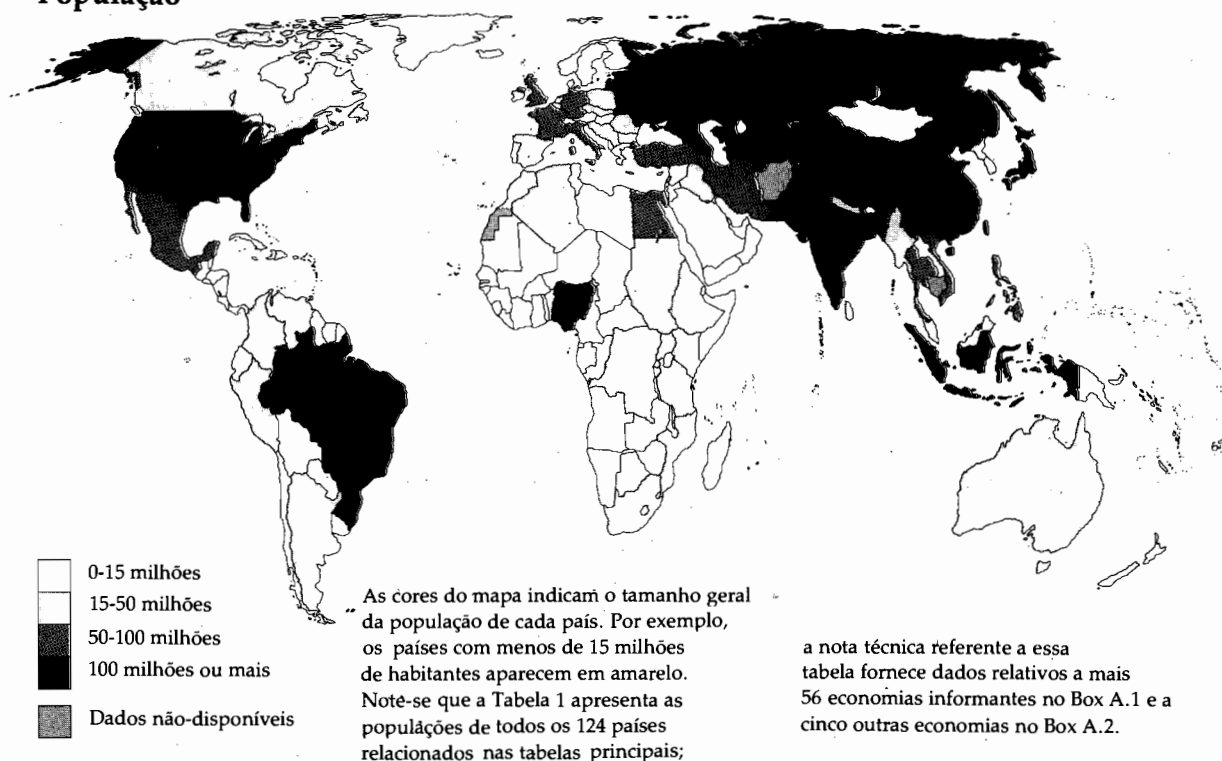 População
0-15 milhões
15-50 milhões
50-100 milhões
100 milhões ou mais
Dados não-disponíveis
As cores do mapa indicam o tamanho geral
da população de cada país. Por exemplo,
os países com menos de 15 milhões
de habitantes aparecem em amarelo.
Note-se que a Tabela 1 apresenta as
populações de todos os 124 países
relacionados nas tabelas principais;
a nota técnica referente a essa
tabela fornece dados relativos a mais
56 economias informantes no Box A.1 e a
cinco outras economias no Box A.2.